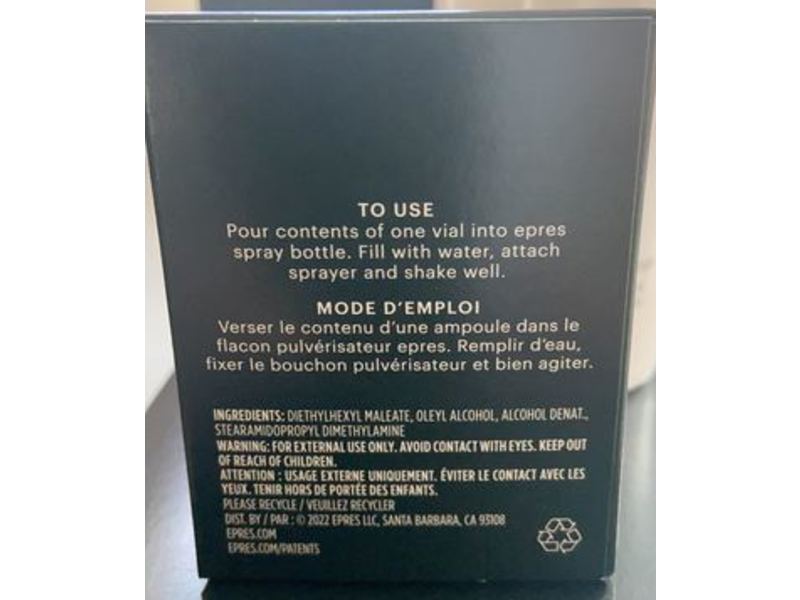 TO USE
Pour contents of one vial into epres
spray bottle. Fill with water, attach
sprayer and shake well.
MODE D'EMPLOI
Verser le contenu d'une ampoule dans le
flacon pulvérisateur epres. Remplir d'eau,
fixer le bouchon pulvérisateur et bien agiter.
INGREDIENTS: DIETHYLHEXYL MALEATE, OLEYL ALCOHOL, ALCOHOL DENAT.,
STEARAMIDOPROPYL DIMETHYLAMINE
WARNING: FOR EXTERNAL USE ONLY. AVOID CONTACT WITH EYES. KEEP OUT
OF REACH OF CHILDREN.
ATTENTION : USAGE EXTERNE UNIQUEMENT. ÉVITER LE CONTACT AVEC LES
YEUX. TENIR HORS DE PORTÉE DES ENFANTS.
PLEASE RECYCLE / VEUILLEZ RECYCLER
DIST. BY / PAR : © 2022 EPRES LLC, SANTA BARBARA, CA 93108
EPRES.COM
EPRES.COM/PATENTS